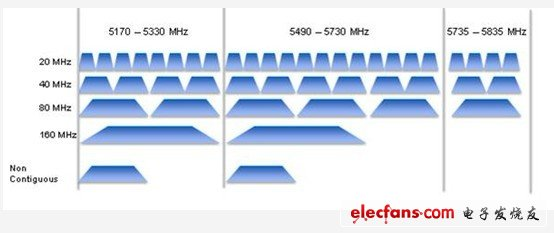 5170 – 5330 MHz
5490 – 5730 MHz
5735 – 5835 MHz
20 MHz
40 MHz
80 MHz
160 MHz
Non
Contiguous
elecfans.com 电子发烧友